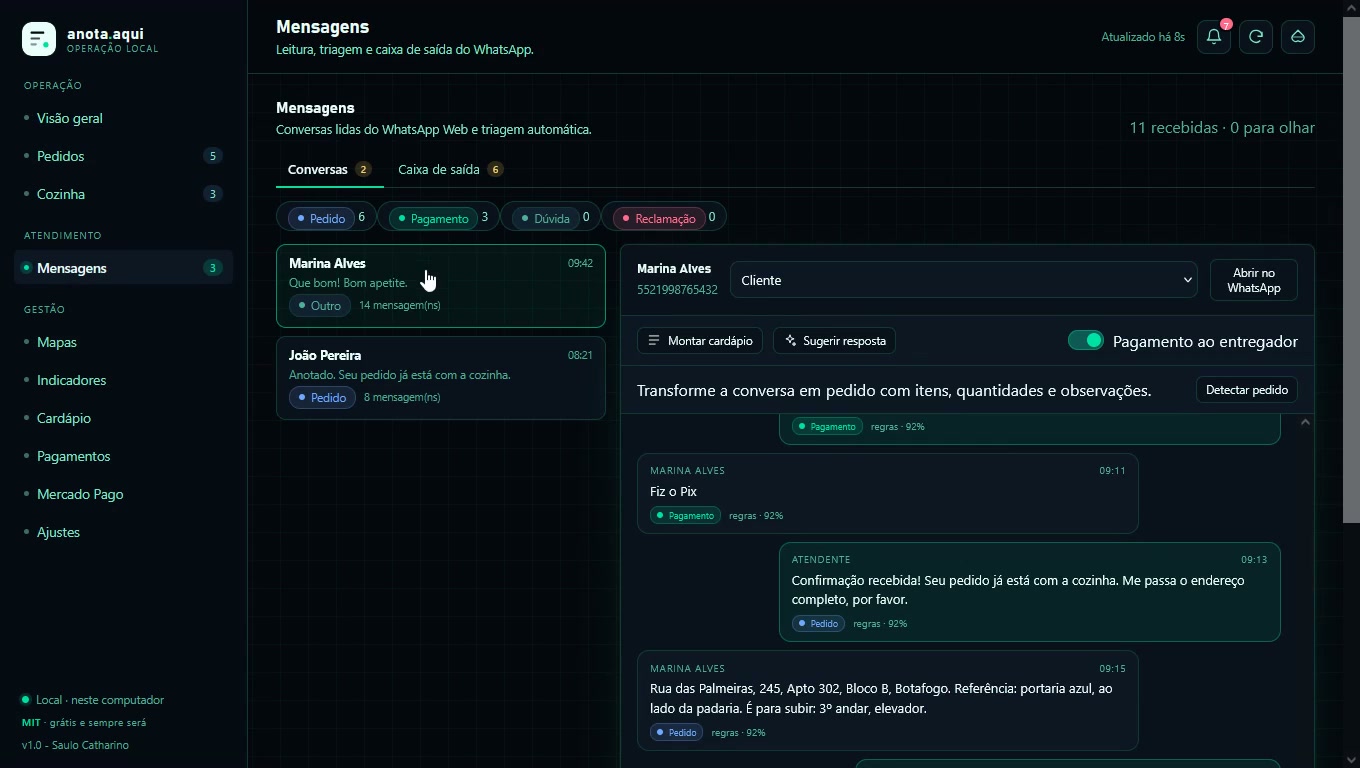 anota.aqui
OPERAÇÃO LOCAL
OPERAÇÃO
Visão geral
Pedidos 5
Cozinha 3
ATENDIMENTO
Mensagens 3
GESTÃO
Mapas
Indicadores
Cardápio
Pagamentos
Mercado Pago
Ajustes
Local · neste computador
MIT · grátis e sempre será
v1.0 - Saulo Catharino
Mensagens
Leitura, triagem e caixa de saída do WhatsApp.
Atualizado há 8s
7
Mensagens
Conversas lidas do WhatsApp Web e triagem automática.
11 recebidas · 0 para olhar
Conversas 2 Caixa de saída 6
Pedido 6 Pagamento 3 Dúvida 0 Reclamação 0
Marina Alves 09:42
Que bom! Bom apetite.
Outro 14 mensagem(ns)
João Pereira 08:21
Anotado. Seu pedido já está com a cozinha.
Pedido 8 mensagem(ns)
Marina Alves
5521998765432
Cliente
Abrir no
WhatsApp
Montar cardápio Sugerir resposta Pagamento ao entregador
Transforme a conversa em pedido com itens, quantidades e observações. Detectar pedido
Pagamento regras · 92%
MARINA ALVES 09:11
Fiz o Pix
Pagamento regras · 92%
ATENDENTE 09:13
Confirmação recebida! Seu pedido já está com a cozinha. Me passa o endereço
completo, por favor.
Pedido regras · 92%
MARINA ALVES 09:15
Rua das Palmeiras, 245, Apto 302, Bloco B, Botafogo. Referência: portaria azul, ao
lado da padaria. É para subir: 3º andar, elevador.
Pedido regras · 92%